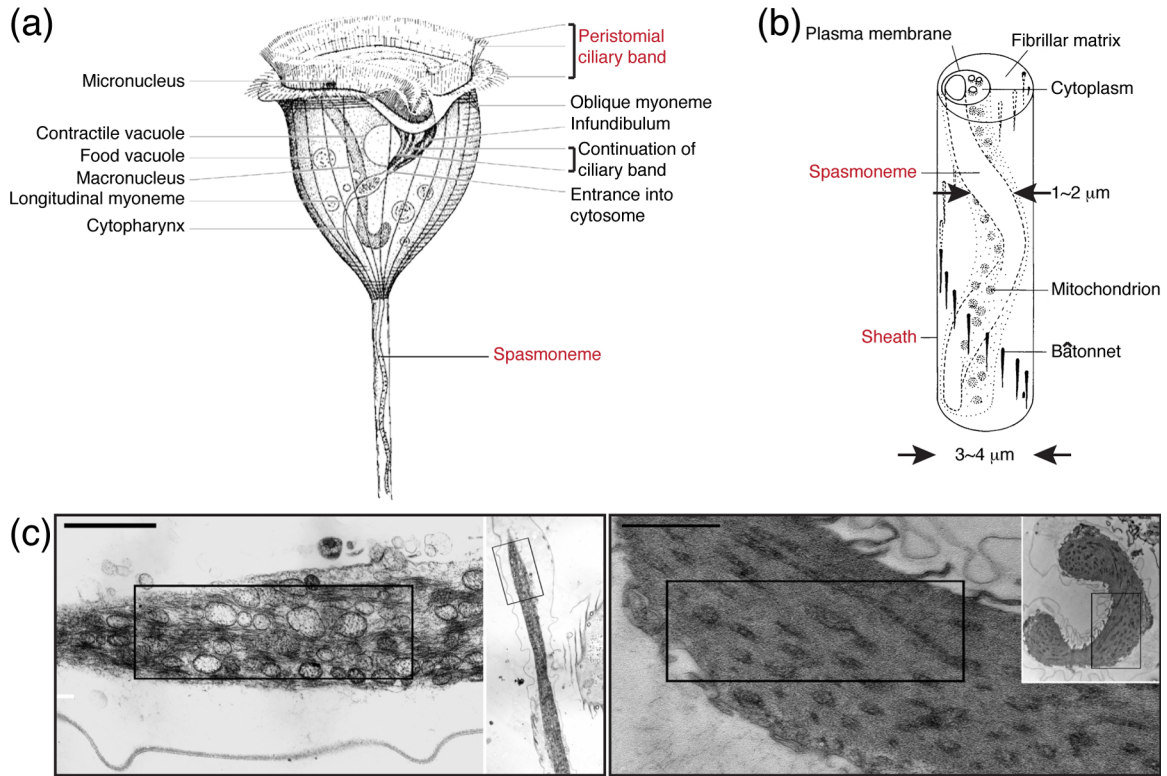 (a)
Peristomial
ciliary band
Micronucleus
Oblique myoneme
Infundibulum
Contractile vacuole
Continuation of
ciliary band
Food vacuole
Macronucleus
Longitudinal myoneme
Entrance into
cytosome
Cytopharynx
Spasmoneme
(b)
Plasma membrane
Fibrillar matrix
Cytoplasm
Spasmoneme
1~2 μm
Mitochondrion
Sheath
Bâtonnet
3~4 μm
(c)